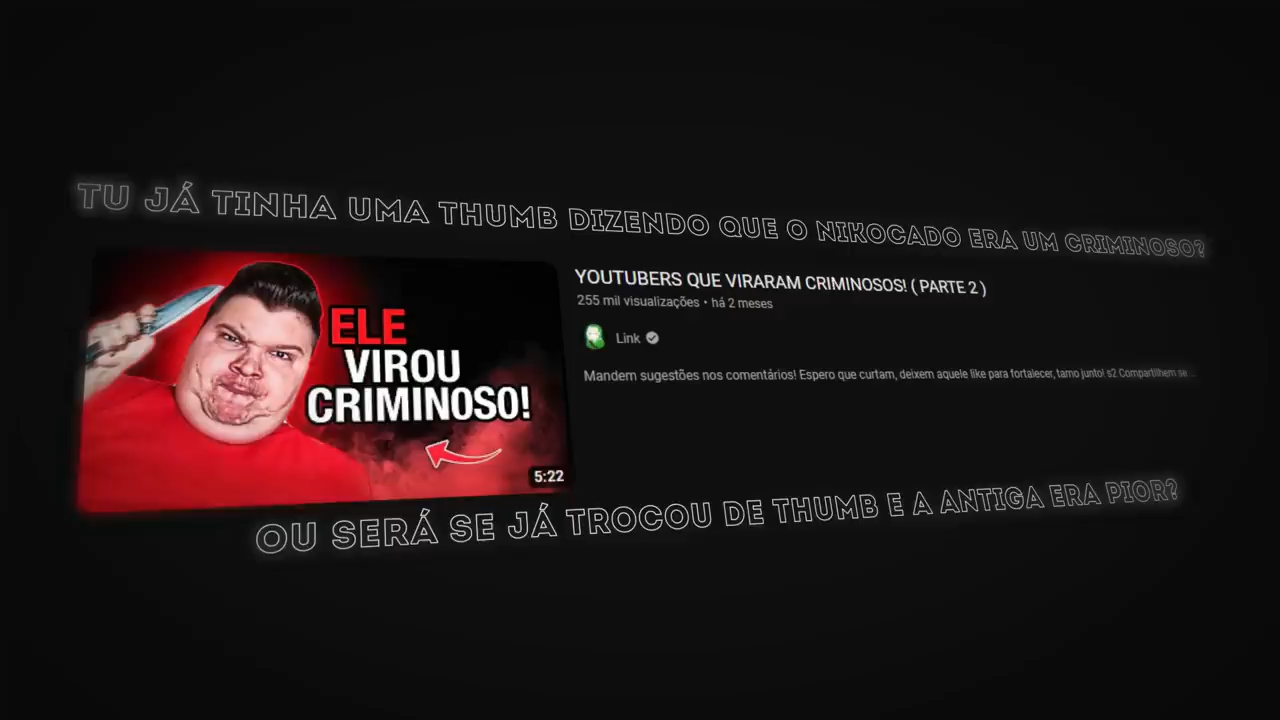 TU JÁ TINHA UMA THUMB DIZENDO QUE O NIKOCADO ERA UM CRIMINOSO?
ELE
VIROU
CRIMINOSO!
5:22
YOUTUBERS QUE VIRARAM CRIMINOSOS! ( PARTE 2 )
255 mil visualizações • há 2 meses
Link
Mandem sugestões nos comentários! Espero que curtam, deixem aquele like para fortalecer, tamo junto! s2 Compartilhem se ...
OU SERÁ SE JÁ TROCOU DE THUMB E A ANTIGA ERA PIOR?